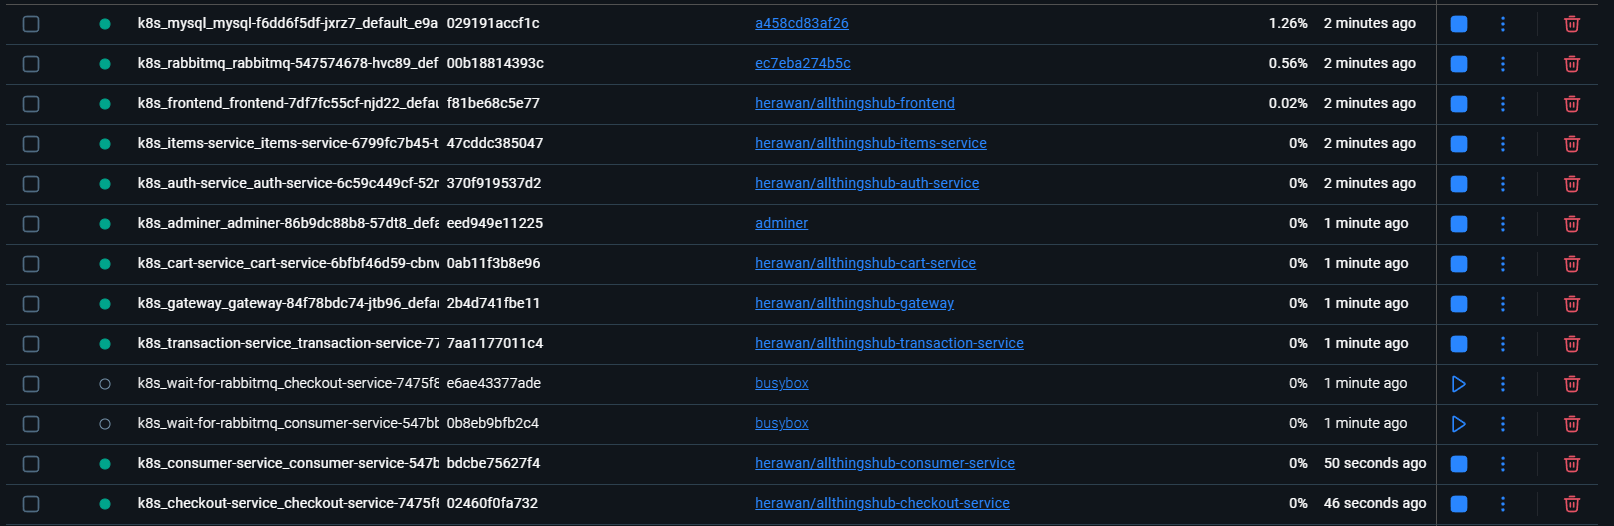 k8s_mysql_mysql-f6dd6f5df-jxrz7_default_e9a 029191accf1c a458cd83af26 1.26% 2 minutes ago
k8s_rabbitmq_rabbitmq-547574678-hvc89_def 00b18814393c ec7eba274b5c 0.56% 2 minutes ago
k8s_frontend_frontend-7df7fc55cf-njd22_defau f81be68c5e77 herawan/allthingshub-frontend 0.02% 2 minutes ago
k8s_items-service_items-service-6799fc7b45-t 47cddc385047 herawan/allthingshub-items-service 0% 2 minutes ago
k8s_auth-service_auth-service-6c59c449cf-52r 370f919537d2 herawan/allthingshub-auth-service 0% 2 minutes ago
k8s_adminer_adminer-86b9dc88b8-57dt8_defa eed949e11225 adminer 0% 1 minute ago
k8s_cart-service_cart-service-6bfbf46d59-cbnv 0ab11f3b8e96 herawan/allthingshub-cart-service 0% 1 minute ago
k8s_gateway_gateway-84f78bdc74-jtb96_defau 2b4d741fbe11 herawan/allthingshub-gateway 0% 1 minute ago
k8s_transaction-service_transaction-service-77 7aa1177011c4 herawan/allthingshub-transaction-service 0% 1 minute ago
k8s_wait-for-rabbitmq_checkout-service-7475f8 e6ae43377ade busybox 0% 1 minute ago
k8s_wait-for-rabbitmq_consumer-service-547bb 0b8eb9bfb2c4 busybox 0% 1 minute ago
k8s_consumer-service_consumer-service-547b bdcbe75627f4 herawan/allthingshub-consumer-service 0% 50 seconds ago
k8s_checkout-service_checkout-service-7475f8 02460f0fa732 herawan/allthingshub-checkout-service 0% 46 seconds ago